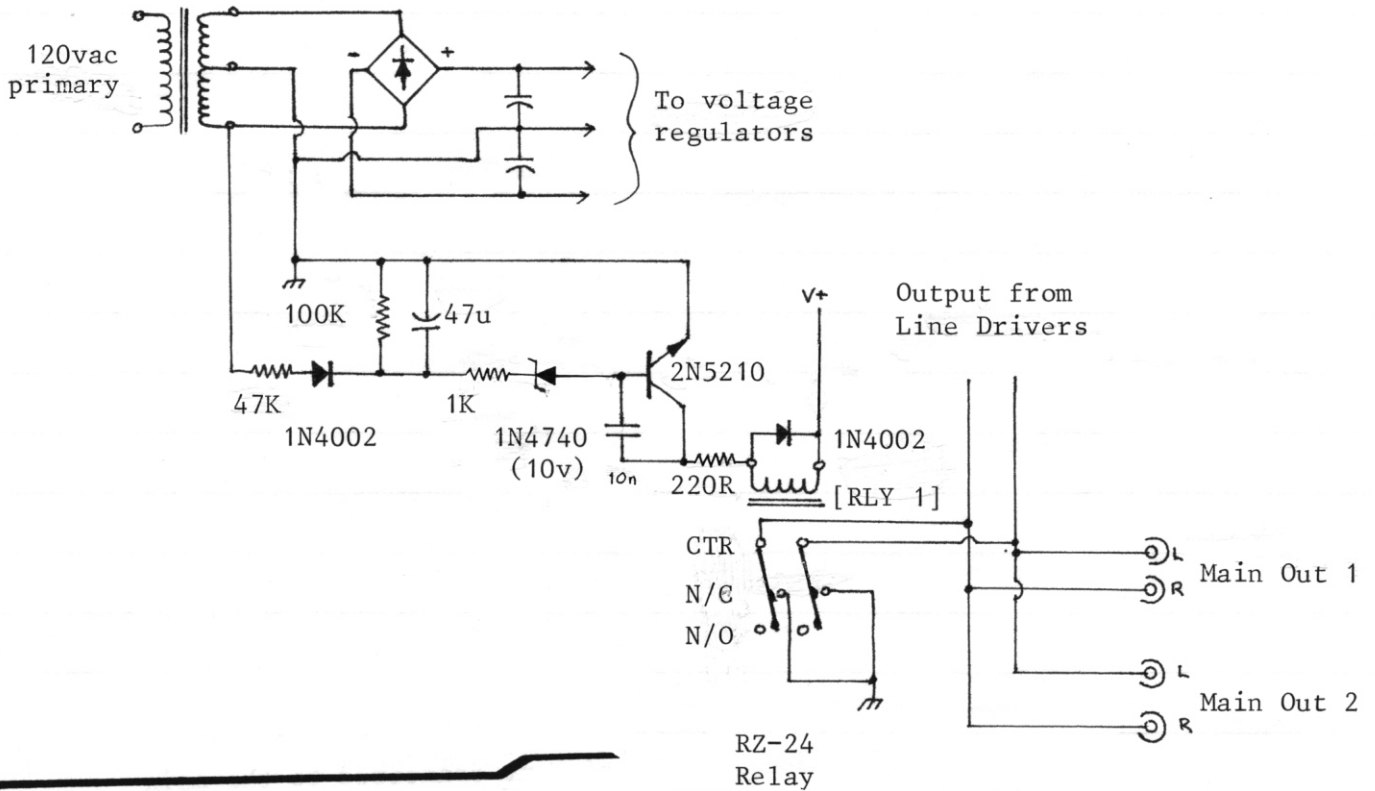 120vac
primary
-
+
To voltage
regulators
100K
47u
V+
Output from
Line Drivers
2N5210
47K
1K
1N4002
1N4740
(10v)
10n
220R
1N4002
[RLY 1]
CTR
N/C
N/O
L
R
Main Out 1
L
R
Main Out 2
RZ-24
Relay